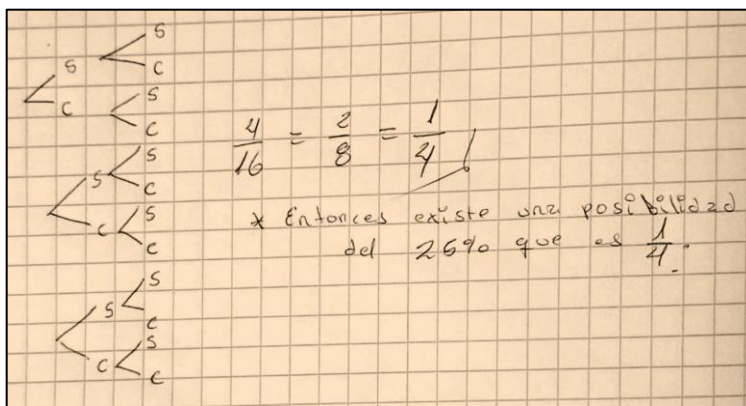 S
S
C
C
S
C
S
S
C
C
S
C
S
S
C
C
S
C
4/16 = 2/8 = 1/4
* Entonces existe una posibilidad
del 25% que es 1/4.